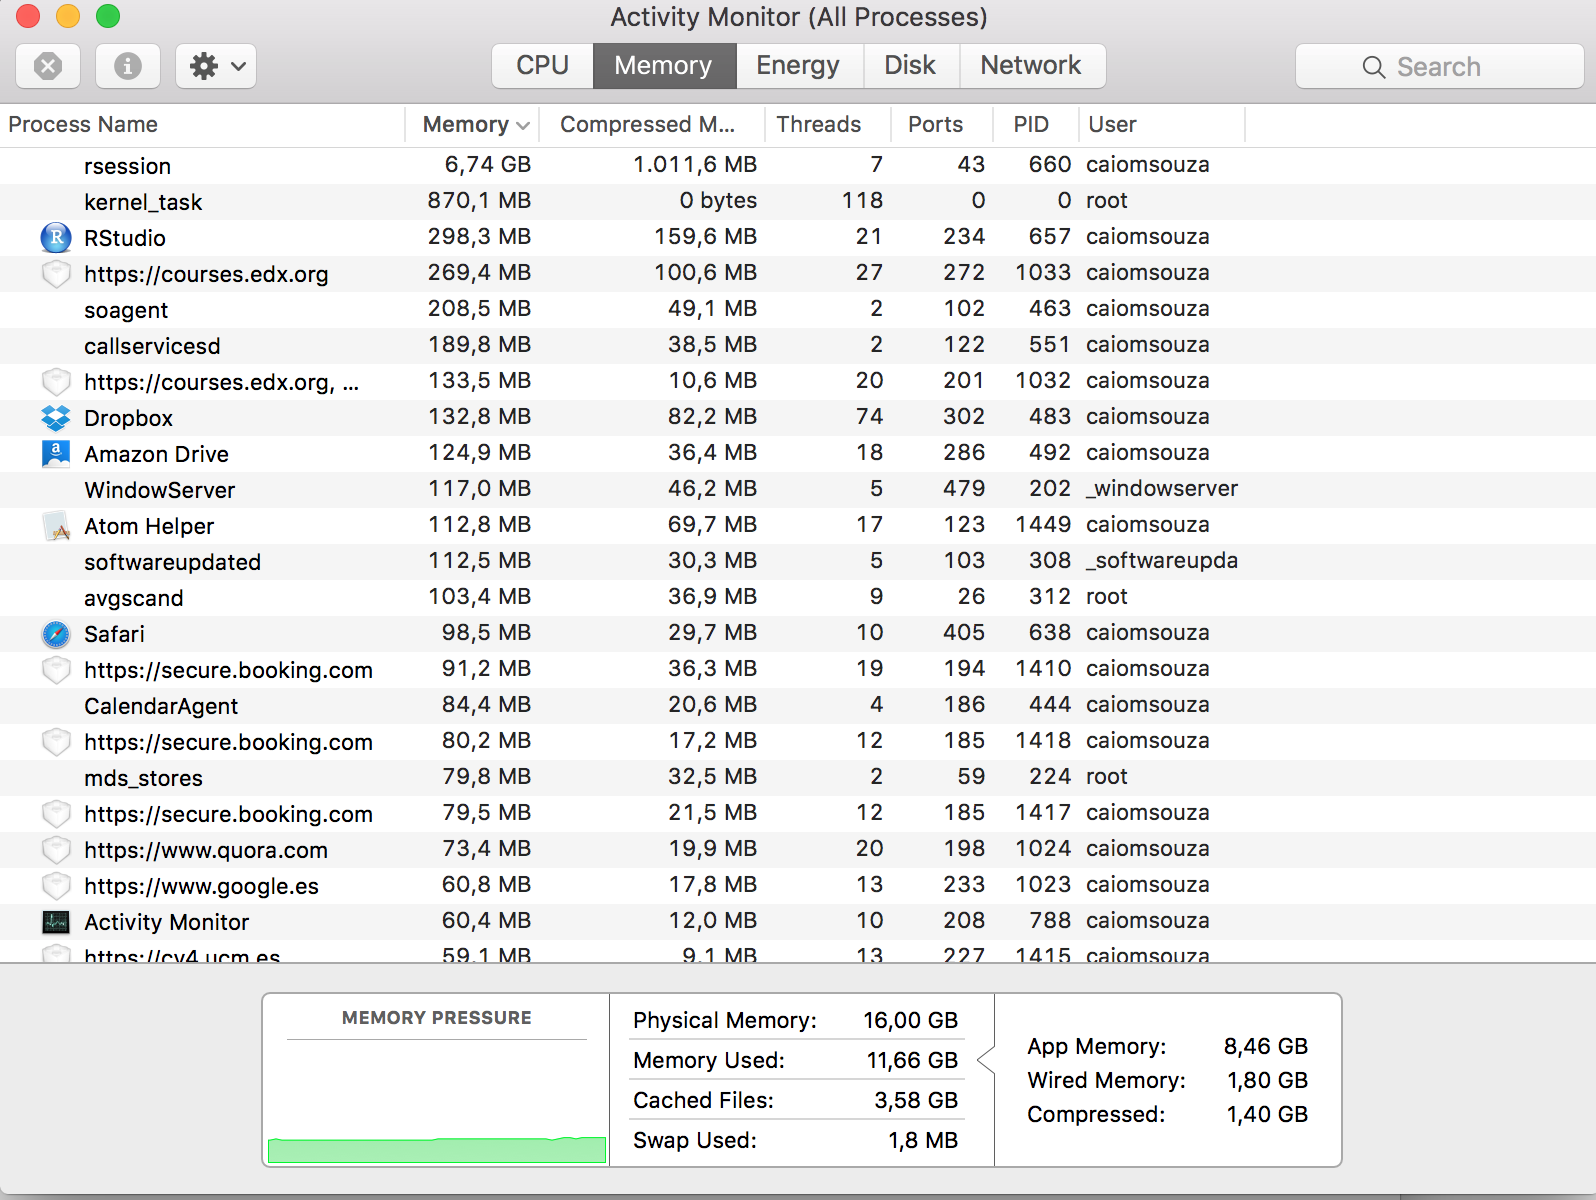 Activity Monitor (All Processes)
CPU Memory Energy Disk Network Search
Process Name Memory Compressed M... Threads Ports PID User
rsession 6,74 GB 1.011,6 MB 7 43 660 caiomsouza
kernel_task 870,1 MB 0 bytes 118 0 0 root
RStudio 298,3 MB 159,6 MB 21 234 657 caiomsouza
https://courses.edx.org 269,4 MB 100,6 MB 27 272 1033 caiomsouza
soagent 208,5 MB 49,1 MB 2 102 463 caiomsouza
callservicesd 189,8 MB 38,5 MB 2 122 551 caiomsouza
https://courses.edx.org, ... 133,5 MB 10,6 MB 20 201 1032 caiomsouza
Dropbox 132,8 MB 82,2 MB 74 302 483 caiomsouza
Amazon Drive 124,9 MB 36,4 MB 18 286 492 caiomsouza
WindowServer 117,0 MB 46,2 MB 5 479 202 _windowserver
Atom Helper 112,8 MB 69,7 MB 17 123 1449 caiomsouza
softwareupdated 112,5 MB 30,3 MB 5 103 308 _softwareupda
avgscand 103,4 MB 36,9 MB 9 26 312 root
Safari 98,5 MB 29,7 MB 10 405 638 caiomsouza
https://secure.booking.com 91,2 MB 36,3 MB 19 194 1410 caiomsouza
CalendarAgent 84,4 MB 20,6 MB 4 186 444 caiomsouza
https://secure.booking.com 80,2 MB 17,2 MB 12 185 1418 caiomsouza
mds_stores 79,8 MB 32,5 MB 2 59 224 root
https://secure.booking.com 79,5 MB 21,5 MB 12 185 1417 caiomsouza
https://www.quora.com 73,4 MB 19,9 MB 20 198 1024 caiomsouza
https://www.google.es 60,8 MB 17,8 MB 13 233 1023 caiomsouza
Activity Monitor 60,4 MB 12,0 MB 10 208 788 caiomsouza
https://cv4.ucm.es 59,1 MB 9,1 MB 13 227 1415 caiomsouza
MEMORY PRESSURE
Physical Memory: 16,00 GB
Memory Used: 11,66 GB
Cached Files: 3,58 GB
Swap Used: 1,8 MB
App Memory: 8,46 GB
Wired Memory: 1,80 GB
Compressed: 1,40 GB